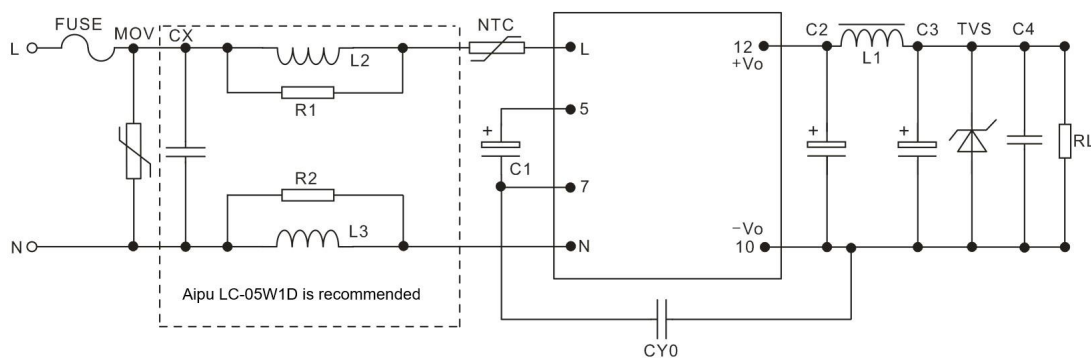 FUSE
MOV
CX
NTC
L
L2
R1
R2
L3
N
Aipu LC-05W1D is recommended
L
5
+
C1
7
N
12
+Vo
−Vo
10
C2
L1
C3
TVS
C4
+
+
RL
CY0